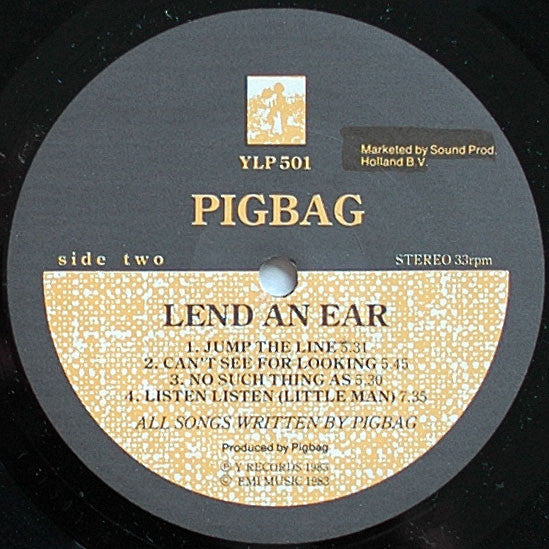 YLP 501
Marketed by Sound Prod.
Holland B.V.
PIGBAG
side two
STEREO 33rpm
LEND AN EAR
1. JUMP THE LINE 5.31
2. CAN'T SEE FOR LOOKING 5.45
3. NO SUCH THING AS 5.30
4. LISTEN LISTEN (LITTLE MAN) 7.35
ALL SONGS WRITTEN BY PIGBAG
Produced by Pigbag
℗ Y RECORDS 1983
© EMI MUSIC 1983